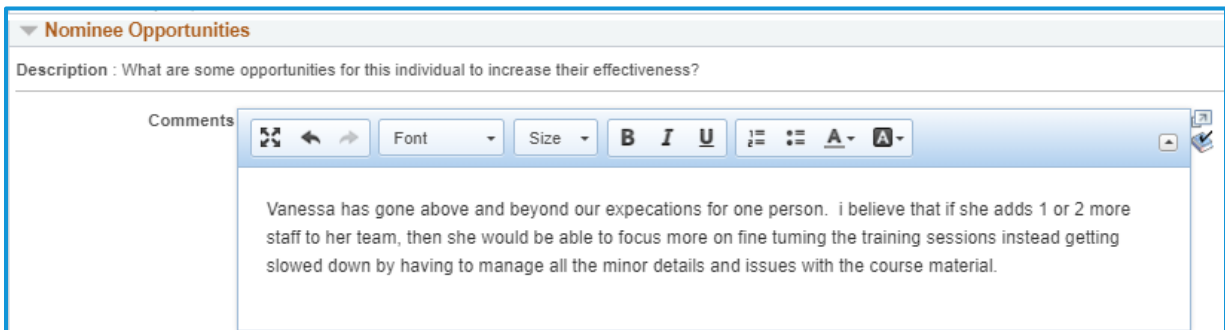 Nominee Opportunities
Description : What are some opportunities for this individual to increase their effectiveness?
Comments
Font Size B I U A A
Vanessa has gone above and beyond our expecations for one person.  i believe that if she adds 1 or 2 more
staff to her team, then she would be able to focus more on fine tuming the training sessions instead getting
slowed down by having to manage all the minor details and issues with the course material.